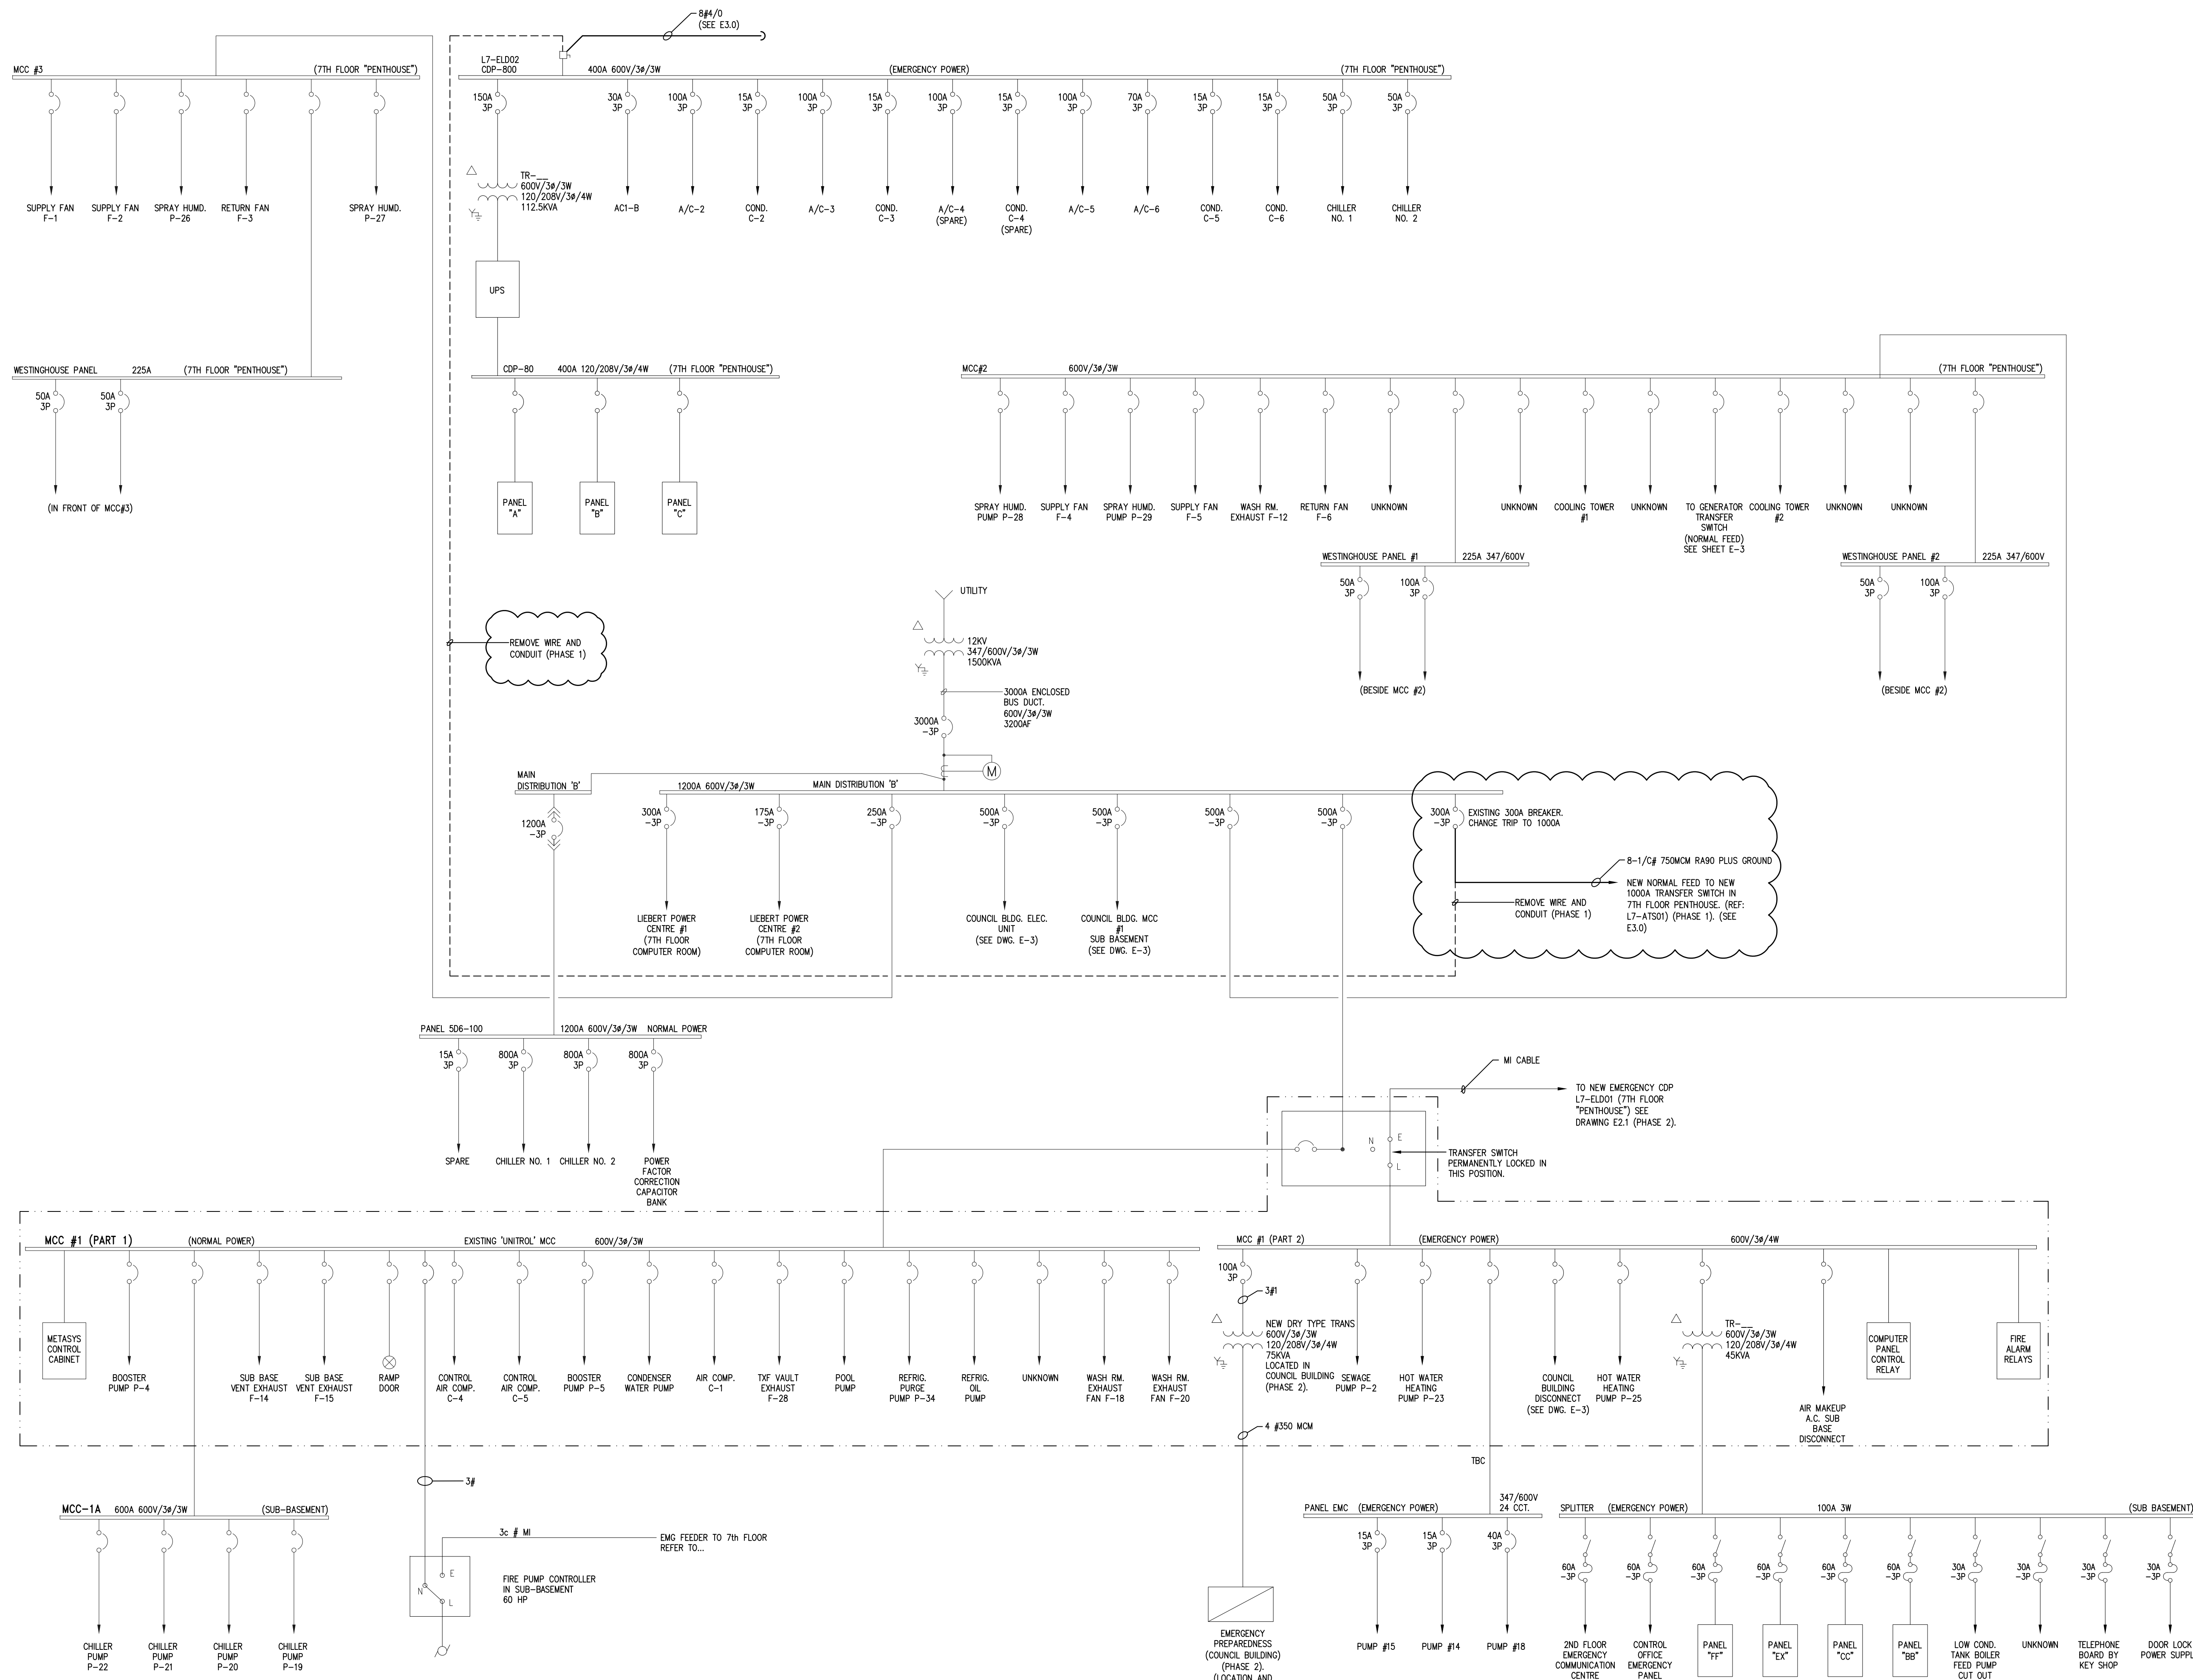 8#4/0
(SEE E3.0)
MCC #3
(7TH FLOOR "PENTHOUSE")
SUPPLY FAN
F-1
SUPPLY FAN
F-2
SPRAY HUMD.
P-26
RETURN FAN
F-3
SPRAY HUMD.
P-27
L7-ELD02
CDP-800
400A 600V/3ø/3W
(EMERGENCY POWER)
(7TH FLOOR "PENTHOUSE")
150A
3P
30A
3P
100A
3P
15A
3P
100A
3P
15A
3P
100A
3P
15A
3P
100A
3P
70A
3P
15A
3P
15A
3P
50A
3P
50A
3P
TR-__
600V/3ø/3W
120/208V/3ø/4W
112.5KVA
AC1-B
A/C-2
COND.
C-2
A/C-3
COND.
C-3
A/C-4
(SPARE)
COND.
C-4
(SPARE)
A/C-5
A/C-6
COND.
C-5
COND.
C-6
CHILLER
NO. 1
CHILLER
NO. 2
UPS
WESTINGHOUSE PANEL
225A
(7TH FLOOR "PENTHOUSE")
50A
3P
50A
3P
(IN FRONT OF MCC#3)
CDP-80
400A 120/208V/3ø/4W
(7TH FLOOR "PENTHOUSE")
PANEL
"A"
PANEL
"B"
PANEL
"C"
MCC#2
600V/3ø/3W
(7TH FLOOR "PENTHOUSE")
SPRAY HUMD.
PUMP P-28
SUPPLY FAN
F-4
SPRAY HUMD.
PUMP P-29
SUPPLY FAN
F-5
WASH RM.
EXHAUST F-12
RETURN FAN
F-6
UNKNOWN
UNKNOWN
COOLING TOWER
#1
UNKNOWN
TO GENERATOR
TRANSFER
SWITCH
(NORMAL FEED)
SEE SHEET E-3
COOLING TOWER
#2
UNKNOWN
UNKNOWN
WESTINGHOUSE PANEL #1
225A 347/600V
50A
3P
100A
3P
(BESIDE MCC #2)
WESTINGHOUSE PANEL #2
225A 347/600V
50A
3P
100A
3P
(BESIDE MCC #2)
REMOVE WIRE AND
CONDUIT (PHASE 1)
UTILITY
12KV
347/600V/3ø/3W
1500KVA
3000A ENCLOSED
BUS DUCT.
600V/3ø/3W
3200AF
3000A
-3P
M
MAIN
DISTRIBUTION 'B'
1200A 600V/3ø/3W
MAIN DISTRIBUTION 'B'
1200A
-3P
300A
-3P
175A
-3P
250A
-3P
500A
-3P
500A
-3P
500A
-3P
500A
-3P
300A
-3P
EXISTING 300A BREAKER.
CHANGE TRIP TO 1000A
8-1/C# 750MCM RA90 PLUS GROUND
NEW NORMAL FEED TO NEW
1000A TRANSFER SWITCH IN
7TH FLOOR PENTHOUSE. (REF:
L7-ATS01) (PHASE 1). (SEE
E3.0)
REMOVE WIRE AND
CONDUIT (PHASE 1)
LIEBERT POWER
CENTRE #1
(7TH FLOOR
COMPUTER ROOM)
LIEBERT POWER
CENTRE #2
(7TH FLOOR
COMPUTER ROOM)
COUNCIL BLDG. ELEC.
UNIT
(SEE DWG. E-3)
COUNCIL BLDG. MCC
#1
SUB BASEMENT
(SEE DWG. E-3)
PANEL 5D6-100
1200A 600V/3ø/3W
NORMAL POWER
15A
3P
800A
3P
800A
3P
800A
3P
SPARE
CHILLER NO. 1
CHILLER NO. 2
POWER
FACTOR
CORRECTION
CAPACITOR
BANK
MI CABLE
TO NEW EMERGENCY CDP
L7-ELD01 (7TH FLOOR
"PENTHOUSE") SEE
DRAWING E2.1 (PHASE 2).
N
E
L
TRANSFER SWITCH
PERMANENTLY LOCKED IN
THIS POSITION.
MCC #1 (PART 1)
(NORMAL POWER)
EXISTING 'UNITROL' MCC
600V/3ø/3W
METASYS
CONTROL
CABINET
BOOSTER
PUMP P-4
SUB BASE
VENT EXHAUST
F-14
SUB BASE
VENT EXHAUST
F-15
RAMP
DOOR
CONTROL
AIR COMP.
C-4
CONTROL
AIR COMP.
C-5
BOOSTER
PUMP P-5
CONDENSER
WATER PUMP
AIR COMP.
C-1
TXF VAULT
EXHAUST
F-28
POOL
PUMP
REFRIG.
PURGE
PUMP P-34
REFRIG.
OIL
PUMP
UNKNOWN
WASH RM.
EXHAUST
FAN F-18
WASH RM.
EXHAUST
FAN F-20
MCC #1 (PART 2)
(EMERGENCY POWER)
600V/3ø/4W
100A
3P
3#1
NEW DRY TYPE TRANS
600V/3ø/3W
120/208V/3ø/4W
75KVA
LOCATED IN
COUNCIL BUILDING
(PHASE 2).
4 #350 MCM
SEWAGE
PUMP P-2
HOT WATER
HEATING
PUMP P-23
COUNCIL
BUILDING
DISCONNECT
(SEE DWG. E-3)
HOT WATER
HEATING
PUMP P-25
TR-__
600V/3ø/3W
120/208V/3ø/4W
45KVA
AIR MAKEUP
A.C. SUB
BASE
DISCONNECT
COMPUTER
PANEL
CONTROL
RELAY
FIRE
ALARM
RELAYS
TBC
MCC-1A
600A 600V/3ø/3W
(SUB-BASEMENT)
CHILLER
PUMP
P-22
CHILLER
PUMP
P-21
CHILLER
PUMP
P-20
CHILLER
PUMP
P-19
3#
3c # MI
EMG FEEDER TO 7th FLOOR
REFER TO...
N
E
L
FIRE PUMP CONTROLLER
IN SUB-BASEMENT
60 HP
EMERGENCY
PREPAREDNESS
(COUNCIL BUILDING)
(PHASE 2).
(LOCATION AND
PANEL EMC
(EMERGENCY POWER)
347/600V
24 CCT.
15A
3P
15A
3P
40A
3P
PUMP #15
PUMP #14
PUMP #18
SPLITTER
(EMERGENCY POWER)
100A 3W
(SUB BASEMENT)
60A
-3P
60A
-3P
60A
-3P
60A
-3P
60A
-3P
60A
-3P
30A
-3P
30A
-3P
30A
-3P
30A
-3P
2ND FLOOR
EMERGENCY
COMMUNICATION
CENTRE
CONTROL
OFFICE
EMERGENCY
PANEL
PANEL
"FF"
PANEL
"EX"
PANEL
"CC"
PANEL
"BB"
LOW COND.
TANK BOILER
FEED PUMP
CUT OUT
UNKNOWN
TELEPHONE
BOARD BY
KEY SHOP
DOOR LOCK
POWER SUPPL